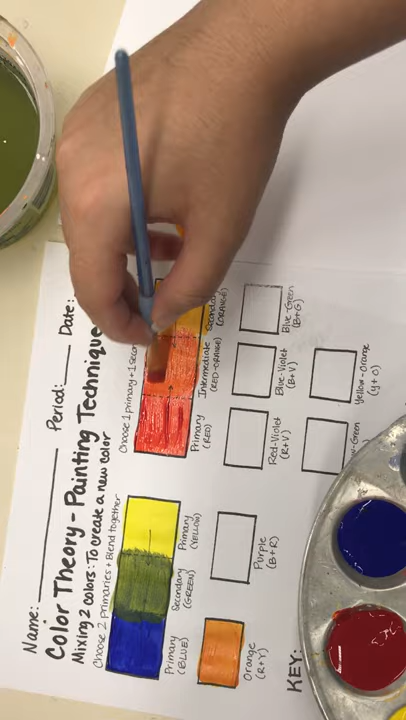 Name: Period: Date:
Color Theory - Painting Technique
Mixing 2 colors: To create a new color
Choose 2 primaries + Blend together
Choose 1 primary + 1
Primary (BLUE)
Secondary (GREEN)
Primary (YELLOW)
Primary (RED)
Intermediate (RED-ORANGE)
Secondary (ORANGE)
Orange (R+Y)
Purple (B+R)
Red-Violet (R+V)
Blue-Violet (B+V)
Blue-Green (B+G)
Yellow-Orange (Y+O)
-Green
KEY: